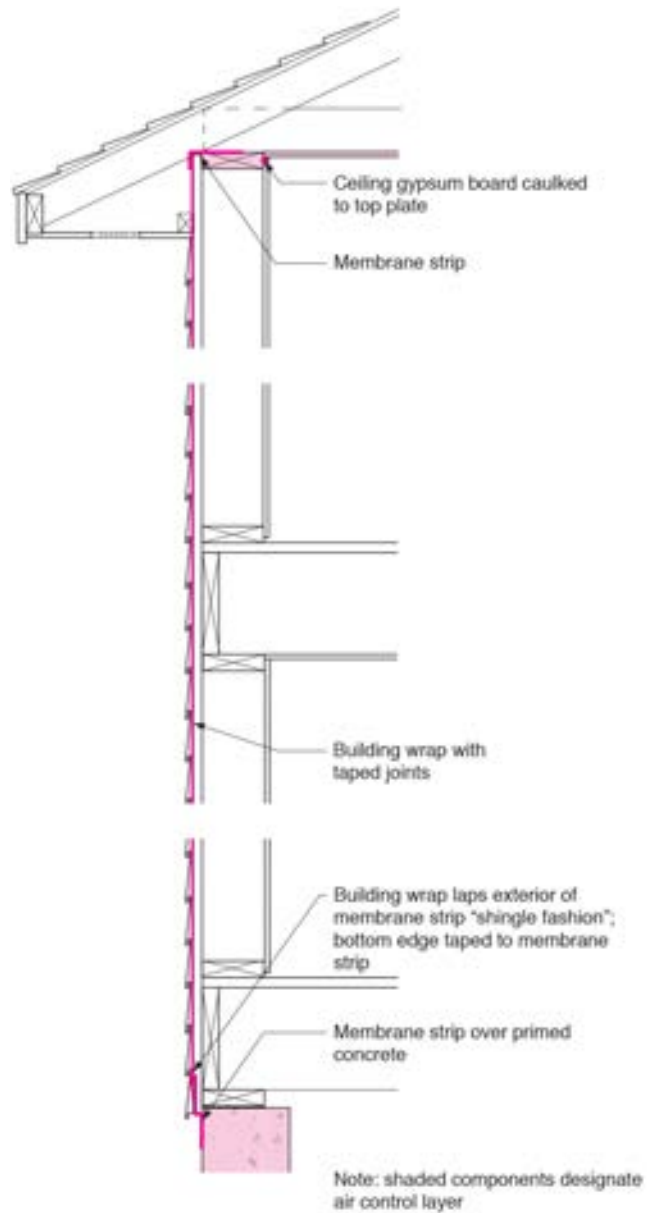 Ceiling gypsum board caulked
to top plate
Membrane strip
Building wrap with
taped joints
Building wrap laps exterior of
membrane strip “shingle fashion”;
bottom edge taped to membrane
strip
Membrane strip over primed
concrete
Note: shaded components designate
air control layer